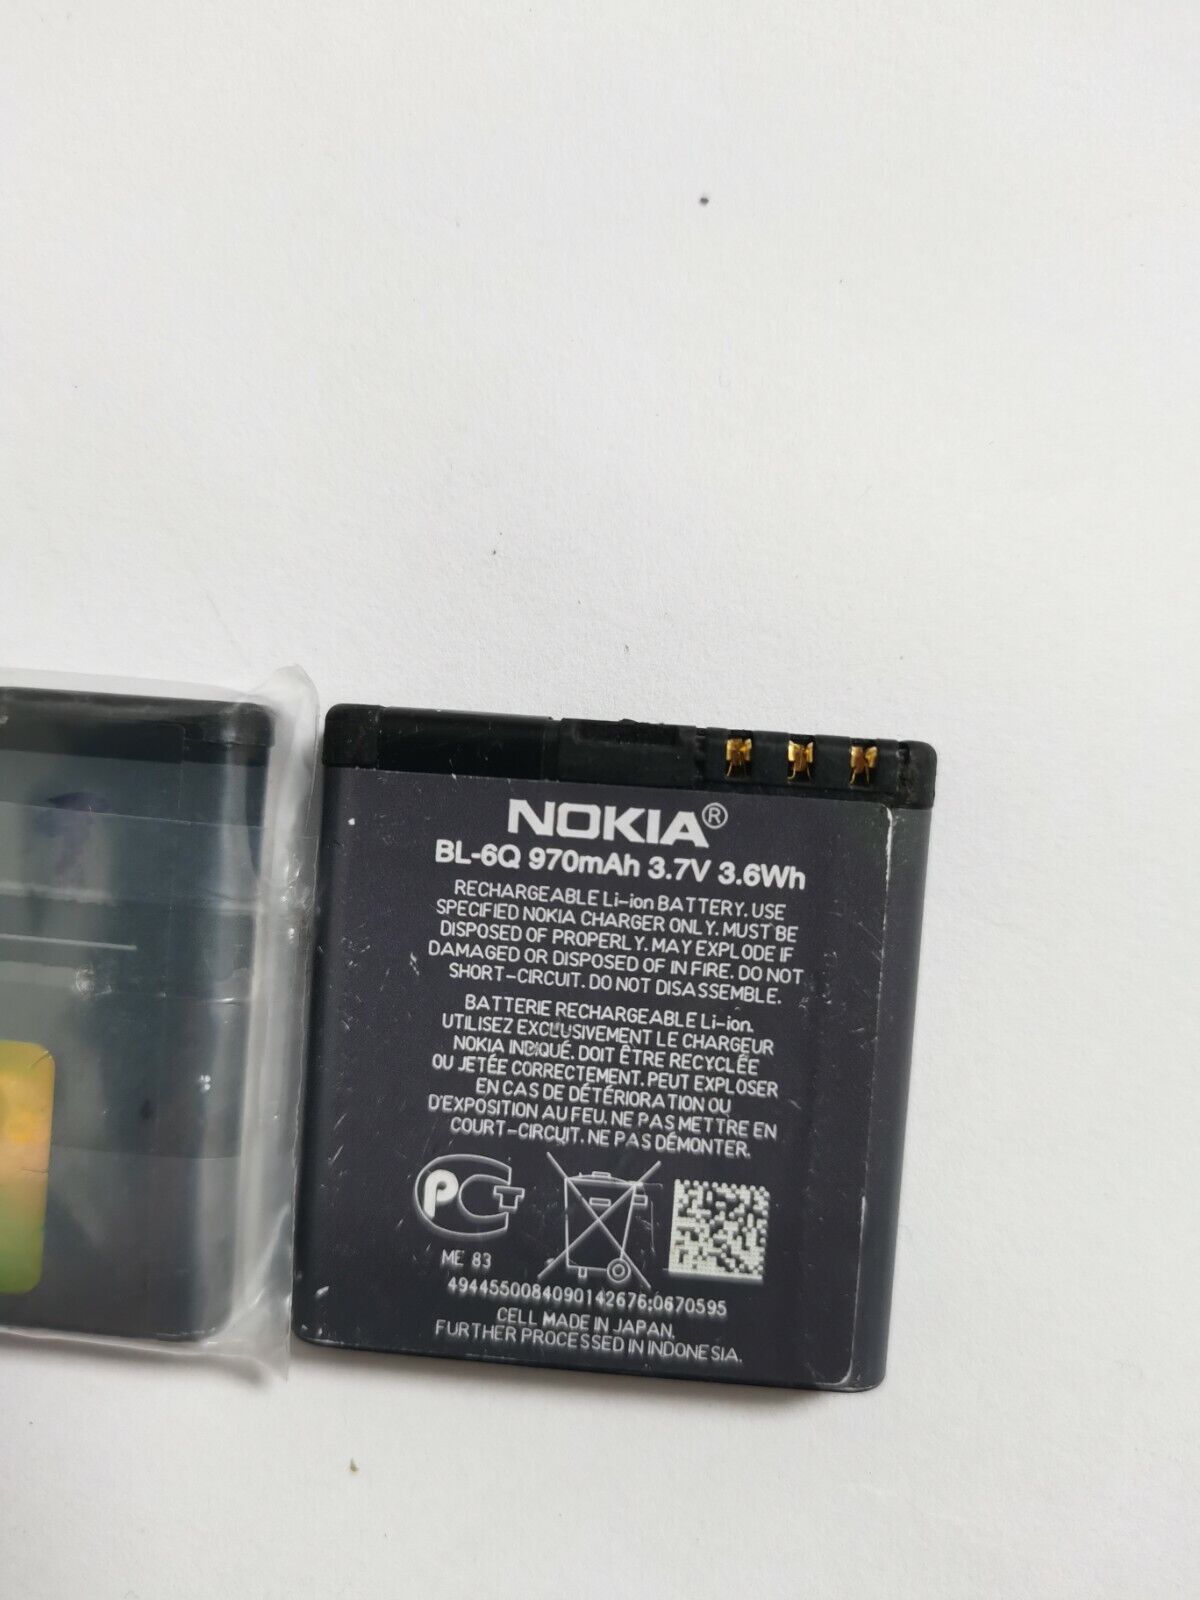 NOKIA®
BL-6Q 970mAh 3.7V 3.6Wh
RECHARGEABLE Li-ion BATTERY. USE
SPECIFIED NOKIA CHARGER ONLY. MUST BE
DISPOSED OF PROPERLY. MAY EXPLODE IF
DAMAGED OR DISPOSED OF IN FIRE. DO NOT
SHORT-CIRCUIT. DO NOT DISASSEMBLE.
BATTERIE RECHARGEABLE Li-ion.
UTILISEZ EXCLUSIVEMENT LE CHARGEUR
NOKIA INDIQUÉ. DOIT ÊTRE RECYCLÉE
OU JETÉE CORRECTEMENT. PEUT EXPLOSER
EN CAS DE DÉTÉRIORATION OU
D'EXPOSITION AU FEU. NE PAS METTRE EN
COURT-CIRCUIT. NE PAS DÉMONTER.
PCT
ME 83
4944550084090142676;0670595
CELL MADE IN JAPAN.
FURTHER PROCESSED IN INDONESIA.